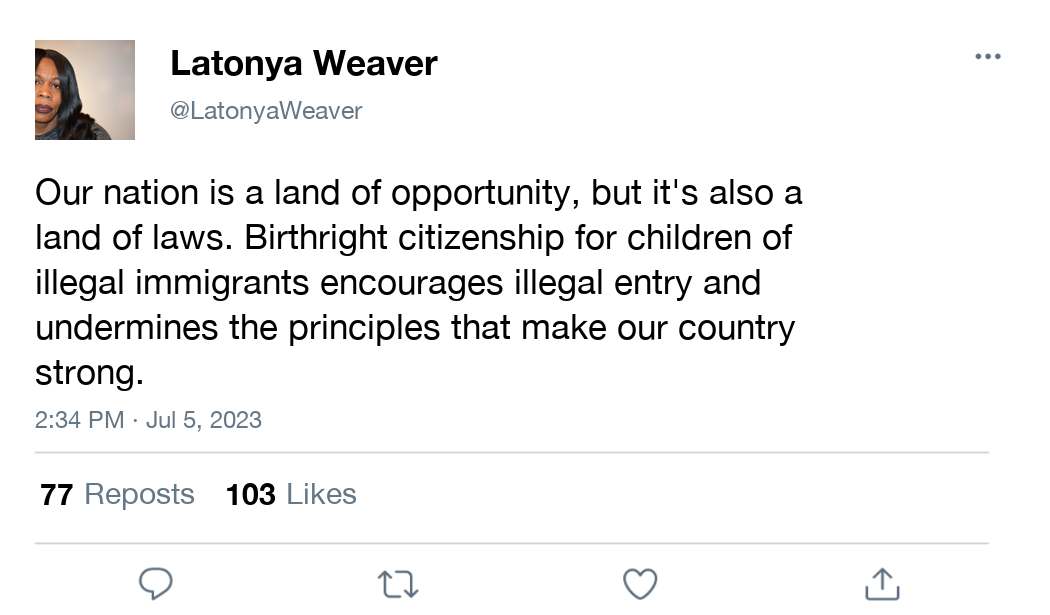 Latonya Weaver
@LatonyaWeaver
Our nation is a land of opportunity, but it's also a
land of laws. Birthright citizenship for children of
illegal immigrants encourages illegal entry and
undermines the principles that make our country
strong.
2:34 PM · Jul 5, 2023
77 Reposts 103 Likes